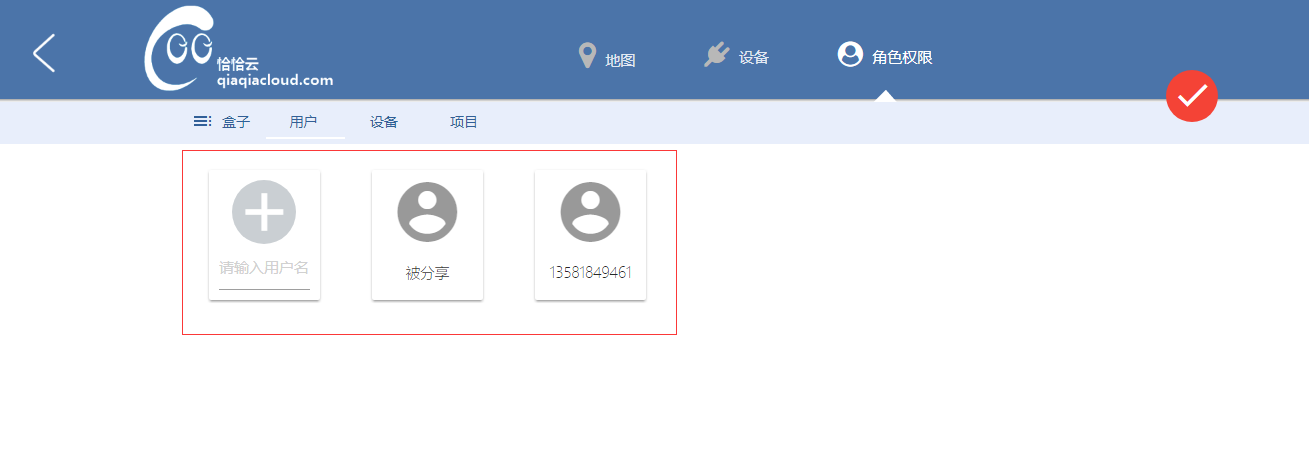 恰恰云
qiaqiacloud.com
地图
设备
角色权限
盒子
用户
设备
项目
请输入用户名
被分享
13581849461